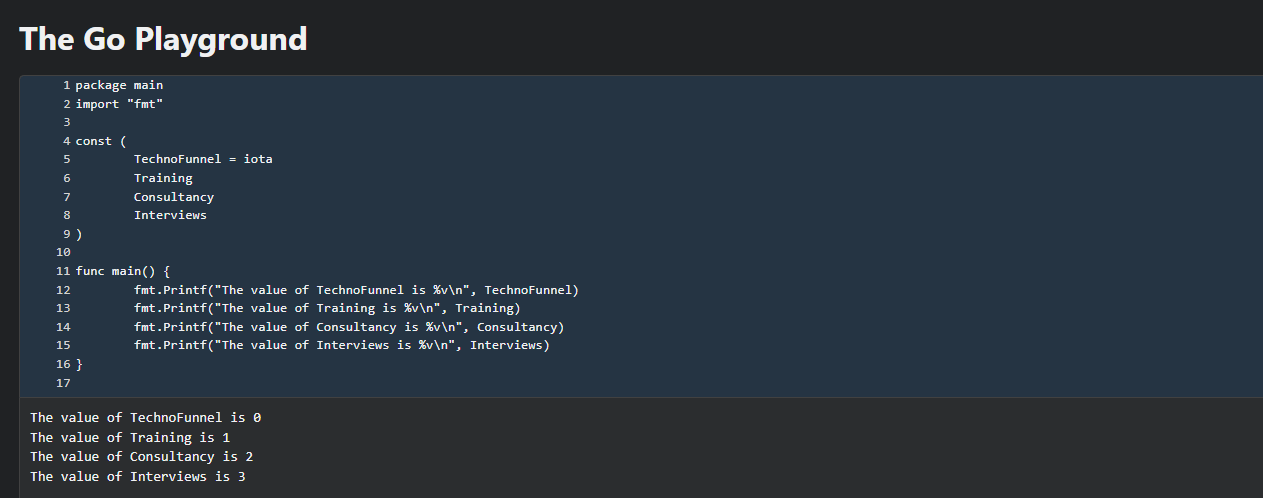 The Go Playground
1 package main
2 import "fmt"
3
4 const (
5 TechnoFunnel = iota
6 Training
7 Consultancy
8 Interviews
9 )
10
11 func main() {
12 fmt.Printf("The value of TechnoFunnel is %v\n", TechnoFunnel)
13 fmt.Printf("The value of Training is %v\n", Training)
14 fmt.Printf("The value of Consultancy is %v\n", Consultancy)
15 fmt.Printf("The value of Interviews is %v\n", Interviews)
16 }
17
The value of TechnoFunnel is 0
The value of Training is 1
The value of Consultancy is 2
The value of Interviews is 3